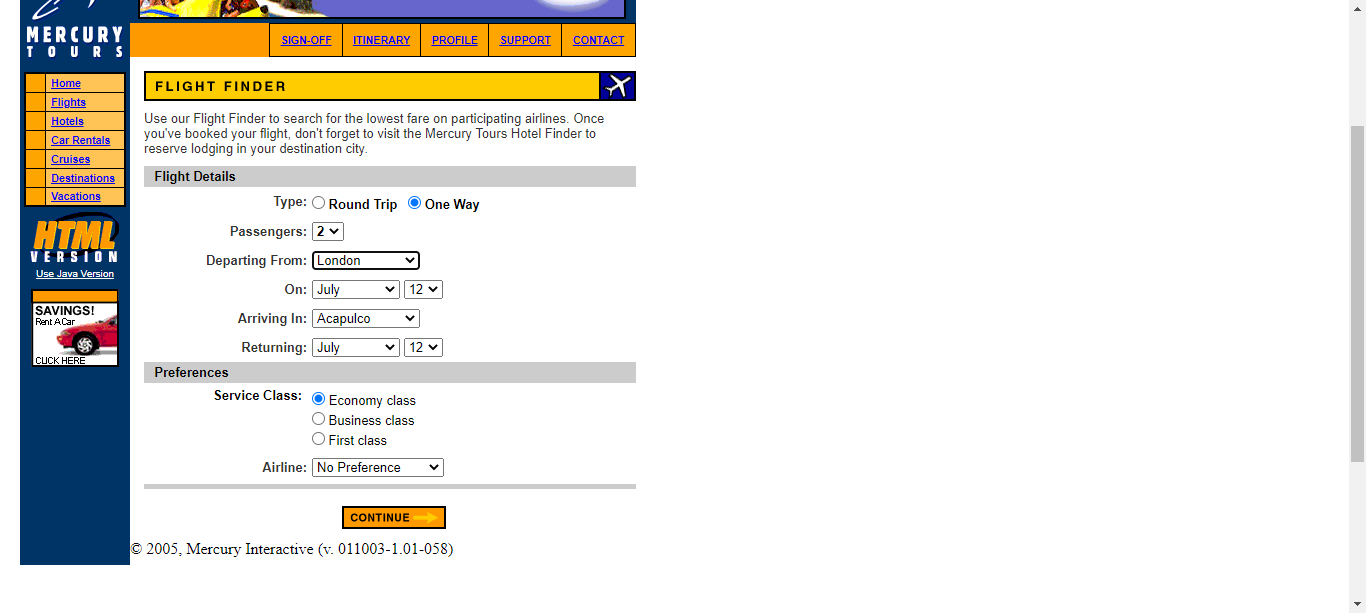 MERCURY
TOURS
SIGN-OFF ITINERARY PROFILE SUPPORT CONTACT
Home
Flights
Hotels
Car Rentals
Cruises
Destinations
Vacations
HTML
VERSION
Use Java Version
SAVINGS!
Rent A Car
CLICK HERE
FLIGHT FINDER
Use our Flight Finder to search for the lowest fare on participating airlines. Once
you've booked your flight, don't forget to visit the Mercury Tours Hotel Finder to
reserve lodging in your destination city.
Flight Details
Type: Round Trip One Way
Passengers: 2
Departing From: London
On: July 12
Arriving In: Acapulco
Returning: July 12
Preferences
Service Class: Economy class
Business class
First class
Airline: No Preference
CONTINUE
© 2005, Mercury Interactive (v. 011003-1.01-058)